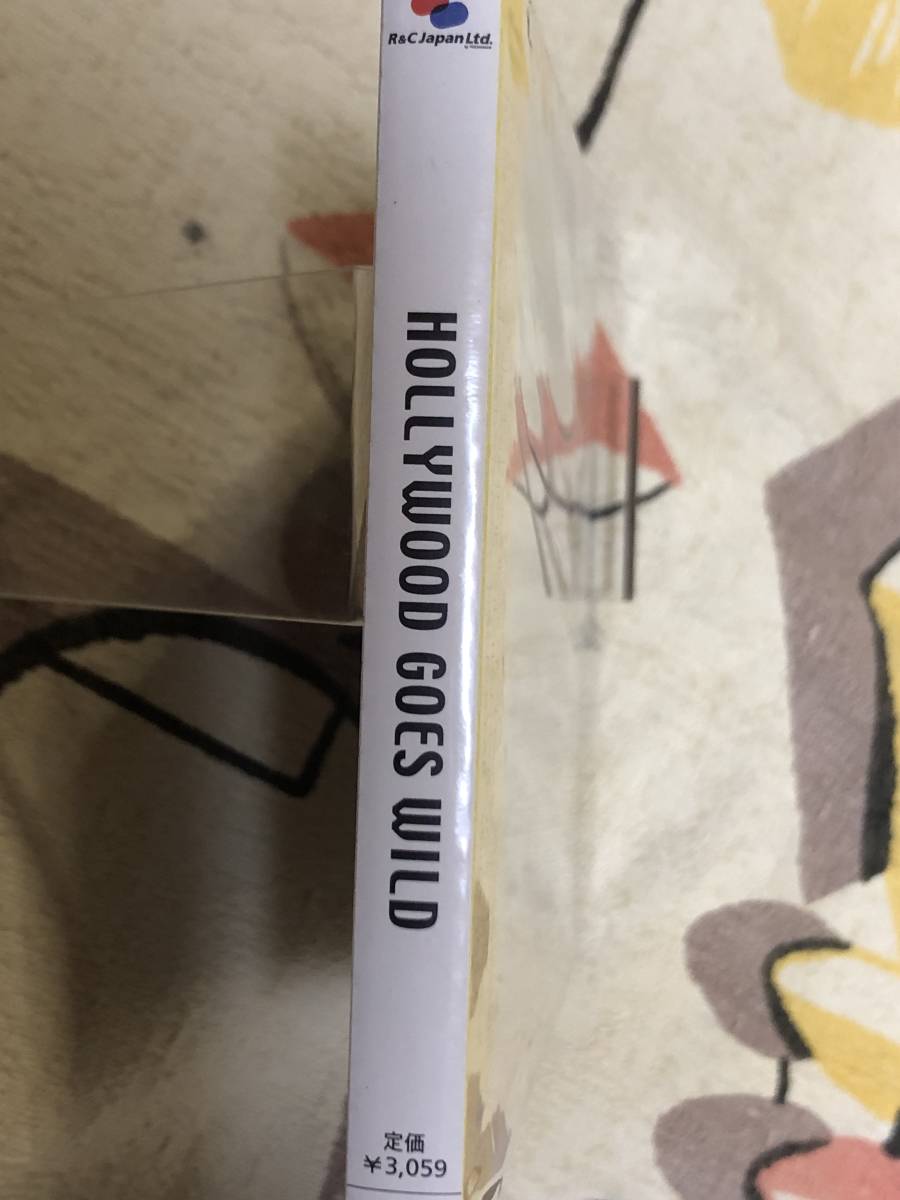 R&C Japan Ltd.
HOLLYWOOD GOES WILD
定価
¥3,059